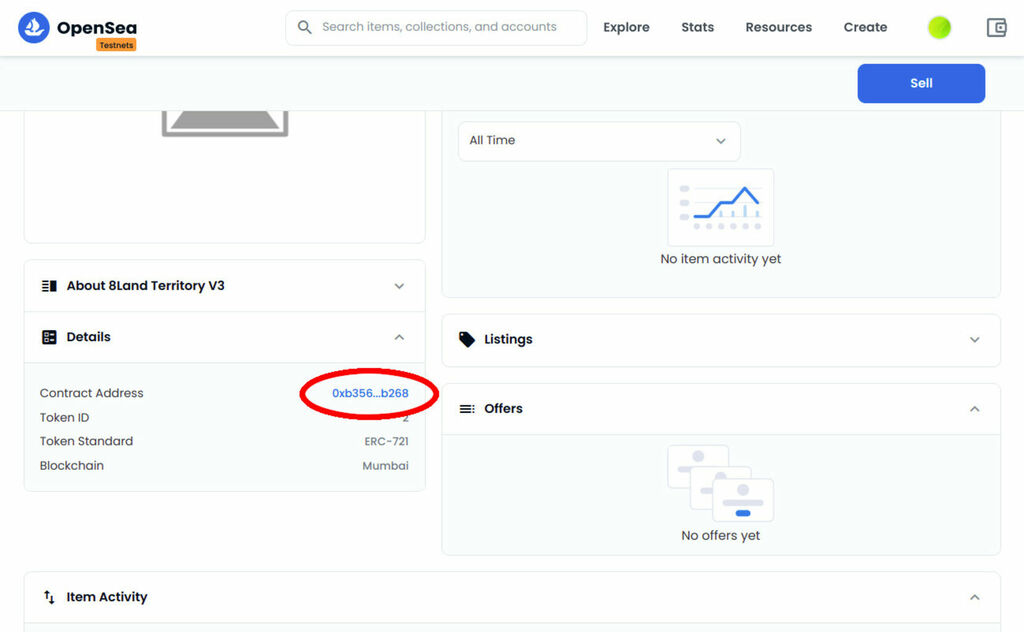 OpenSea
Testnets
Search items, collections, and accounts
Explore
Stats
Resources
Create
Sell
All Time
No item activity yet
About 8Land Territory V3
Details
Contract Address 0xb356...b268
Token ID 2
Token Standard ERC-721
Blockchain Mumbai
Listings
Offers
No offers yet
Item Activity